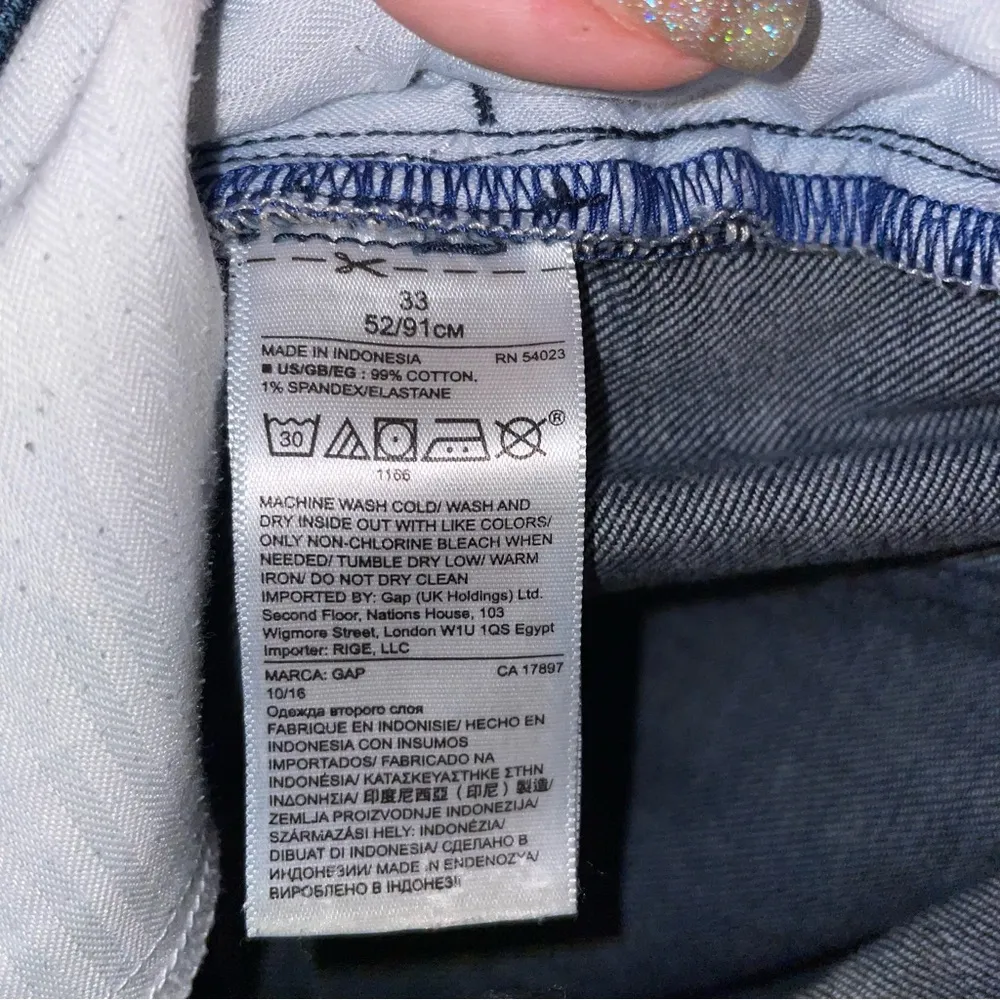 33
52/91CM
MADE IN INDONESIA RN 54023
US/GB/EG : 99% COTTON,
1% SPANDEX/ELASTANE
30 ®
1166
MACHINE WASH COLD/ WASH AND
DRY INSIDE OUT WITH LIKE COLORS/
ONLY NON-CHLORINE BLEACH WHEN
NEEDED/ TUMBLE DRY LOW/ WARM
IRON/ DO NOT DRY CLEAN
IMPORTED BY: Gap (UK Holdings) Ltd.
Second Floor, Nations House, 103
Wigmore Street, London W1U 1QS Egypt
Importer: RIGE, LLC
MARCA: GAP CA 17897
10/16
Одежда второго слоя
FABRIQUE EN INDONISIE/ HECHO EN
INDONESIA CON INSUMOS
IMPORTADOS/ FABRICADO NA
INDONÉSIA/ ΚΑΤΑΣΚΕΥΑΣΤΗΚΕ ΣΤΗΝ
ΙΝΔΟΝΗΣΙΑ/ 印度尼西亞（印尼）製造/
ZEMLJA PROIZVODNJE INDONEZIJA/
SZÁRMAZÁSI HELY: INDONÉZIA/
DIBUAT DI INDONESIA/ СДЕЛАНО В
ИНДОНЕЗИИ/ MADE IN ENDENOZYA/
ВИРОБЛЕНО В ІНДОНЕЗІЇ